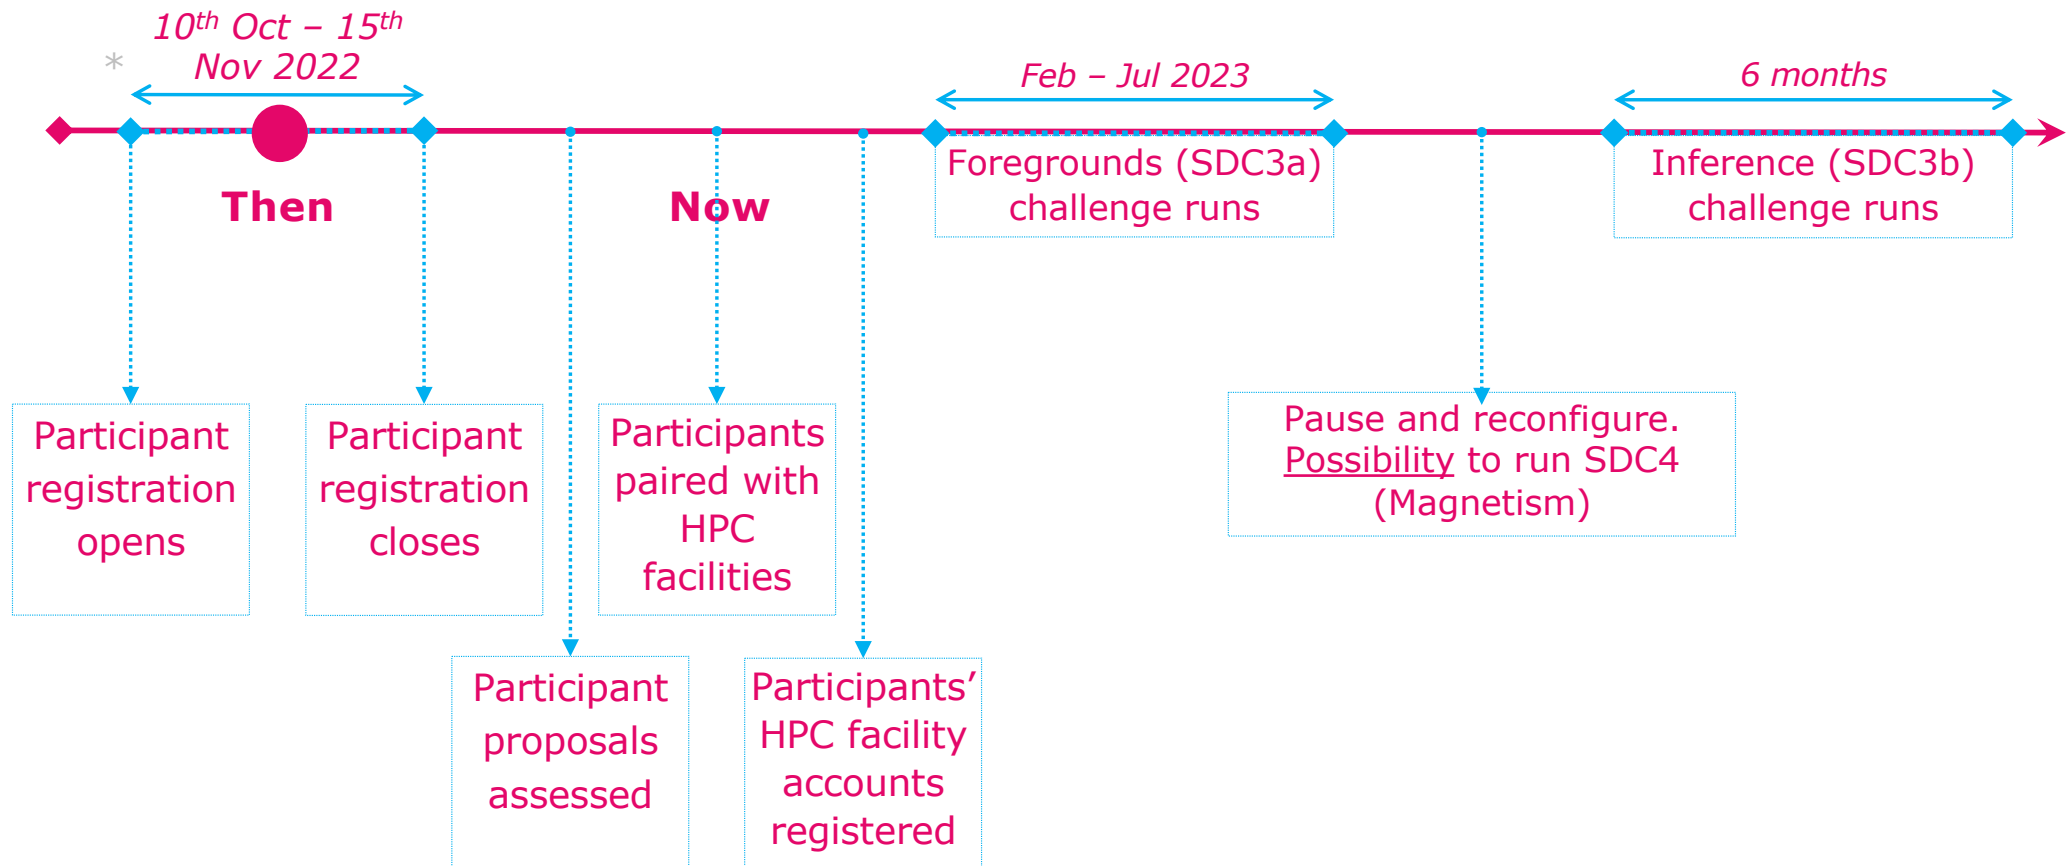 10th Oct – 15th
Nov 2022
*
Feb – Jul 2023
6 months
Then
Now
Foregrounds (SDC3a)
challenge runs
Inference (SDC3b)
challenge runs
Participant
registration
opens
Participant
registration
closes
Participants
paired with
HPC
facilities
Pause and reconfigure.
Possibility to run SDC4
(Magnetism)
Participant
proposals
assessed
Participants’
HPC facility
accounts
registered